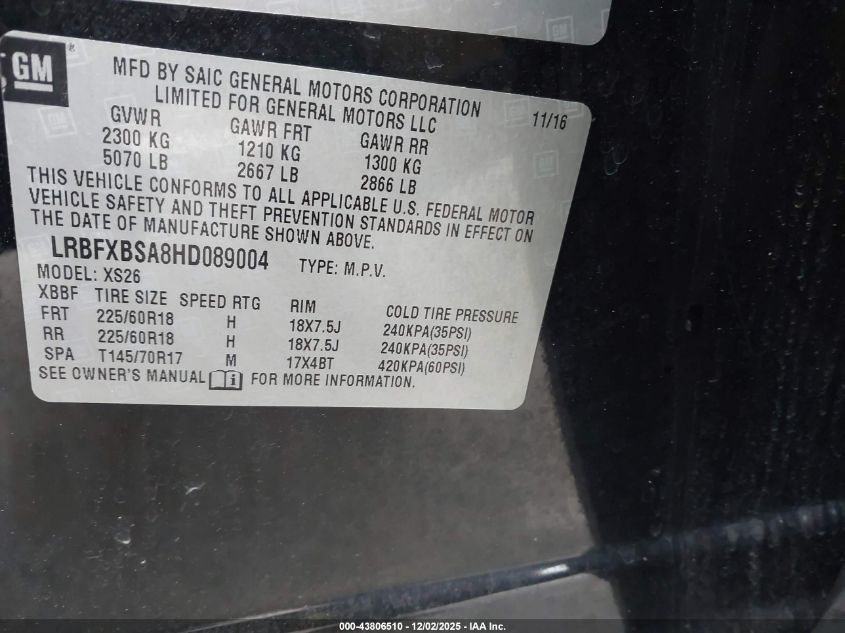 GM
MFD BY SAIC GENERAL MOTORS CORPORATION
LIMITED FOR GENERAL MOTORS LLC
11/16
GVWR GAWR FRT GAWR RR
2300 KG 1210 KG 1300 KG
5070 LB 2667 LB 2866 LB
THIS VEHICLE CONFORMS TO ALL APPLICABLE U.S. FEDERAL MOTOR
VEHICLE SAFETY AND THEFT PREVENTION STANDARDS IN EFFECT ON
THE DATE OF MANUFACTURE SHOWN ABOVE.
LRBFXBSA8HD089004 TYPE: M.P.V.
MODEL: XS26
XBBF TIRE SIZE SPEED RTG RIM COLD TIRE PRESSURE
FRT 225/60R18 H 18X7.5J 240KPA(35PSI)
RR 225/60R18 H 18X7.5J 240KPA(35PSI)
SPA T145/70R17 M 17X4BT 420KPA(60PSI)
SEE OWNER'S MANUAL FOR MORE INFORMATION.
000-43806510 - 12/02/2025 - IAA Inc.